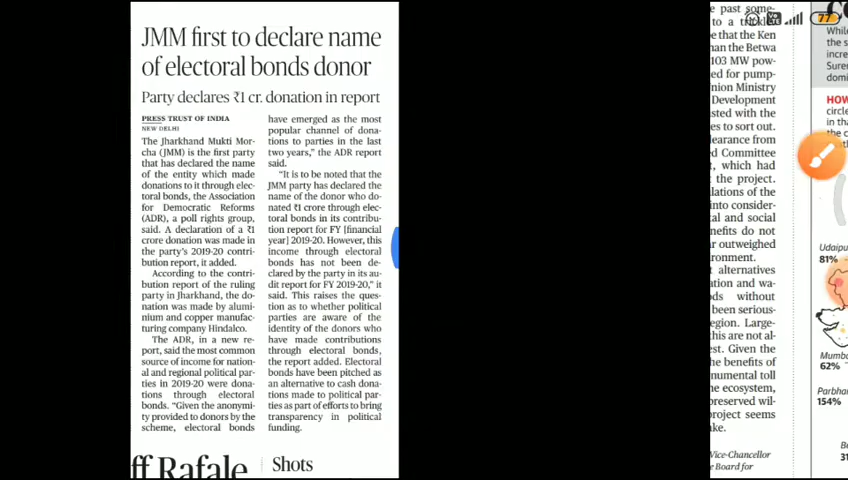 JMM first to declare name
of electoral bonds donor
Party declares ₹1 cr. donation in report
PRESS TRUST OF INDIA
NEW DELHI
The Jharkhand Mukti Mor-
cha (JMM) is the first party
that has declared the name
of the entity which made
donations to it through elec-
toral bonds, the Association
for Democratic Reforms
(ADR), a poll rights group,
said. A declaration of a ₹1
crore donation was made in
the party's 2019-20 contri-
bution report, it added.
According to the contri-
bution report of the ruling
party in Jharkhand, the do-
nation was made by alumi-
nium and copper manufac-
turing company Hindalco.
The ADR, in a new re-
port, said the most common
source of income for nation-
al and regional political par-
ties in 2019-20 were dona-
tions through electoral
bonds. "Given the anonymi-
ty provided to donors by the
scheme, electoral bonds
have emerged as the most
popular channel of dona-
tions to parties in the last
two years," the ADR report
said.
"It is to be noted that the
JMM party has declared the
name of the donor who do-
nated ₹1 crore through elec-
toral bonds in its contribu-
tion report for FY [financial
year] 2019-20. However, this
income through electoral
bonds has not been de-
clared by the party in its au-
dit report for FY 2019-20," it
said. This raises the ques-
tion as to whether political
parties are aware of the
identity of the donors who
have made contributions
through electoral bonds,
the report added. Electoral
bonds have been pitched as
an alternative to cash dona-
tions made to political par-
ties as part of efforts to bring
transparency in political
funding.
ff Rafale
Shots
e past some-
to a trickle
e that the Ken
han the Betwa
103 MW pow-
ed for pump-
nion Ministry
Development
sted with the
es to sort out.
learance from
d Committee
, which had
the project.
lations of the
into consider-
tal and social
nefits do not
r outweighed
ronment.
t alternatives
ation and wa-
ds without
been serious-
egion. Large-
this are not al-
est. Given the
he benefits of
numental toll
he ecosystem,
preserved wil-
project seems
ake.
Vice-Chancellor
e Board for
77
While
the s
incre
Suren
domi
HOW
circle
in tha
the c
Udaipu
81%
Mumba
62%
Parbhan
154%
31